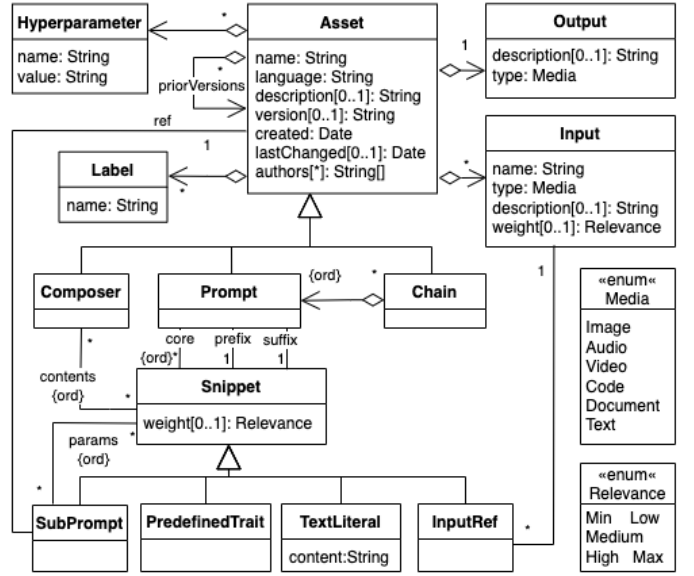 Hyperparameter
name: String
value: String
*
Asset
name: String
language: String
description[0..1]: String
version[0..1]: String
created: Date
lastChanged[0..1]: Date
authors[*]: String[]
priorVersions
1
Output
description[0..1]: String
type: Media
ref
1
*
Label
name: String
*
Input
name: String
type: Media
description[0..1]: String
weight[0..1]: Relevance
1
Composer
Prompt
{ord}
*
Chain
«enum«
Media
Image
Audio
Video
Code
Document
Text
*
contents
{ord}
*
core
{ord}*
prefix
1
suffix
1
Snippet
weight[0..1]: Relevance
params
{ord}
*
*
SubPrompt
PredefinedTrait
TextLiteral
content:String
InputRef
*
«enum«
Relevance
Min Low
Medium
High Max